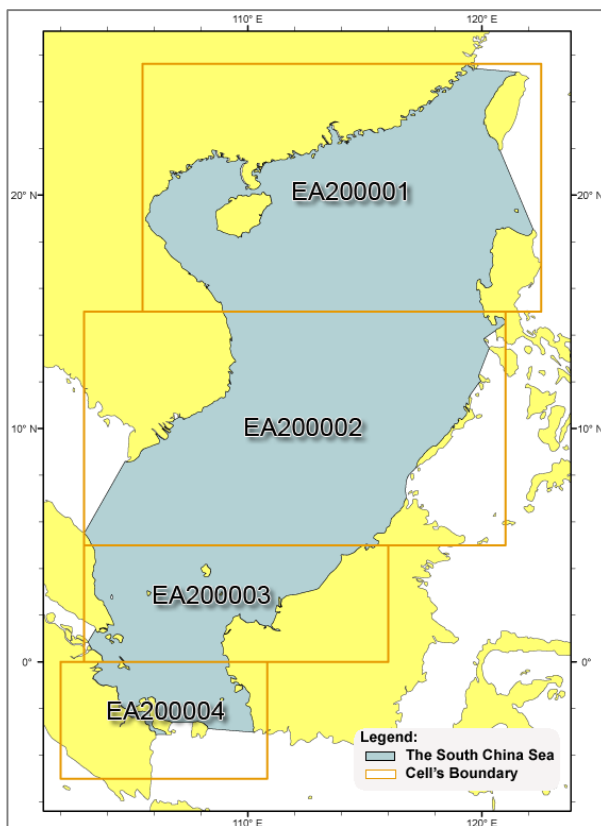 110° E
120° E
EA200001
20° N
20° N
EA200002
10° N
10° N
EA200003
0°
0°
EA200004
Legend:
The South China Sea
Cell's Boundary
110° E
120° E